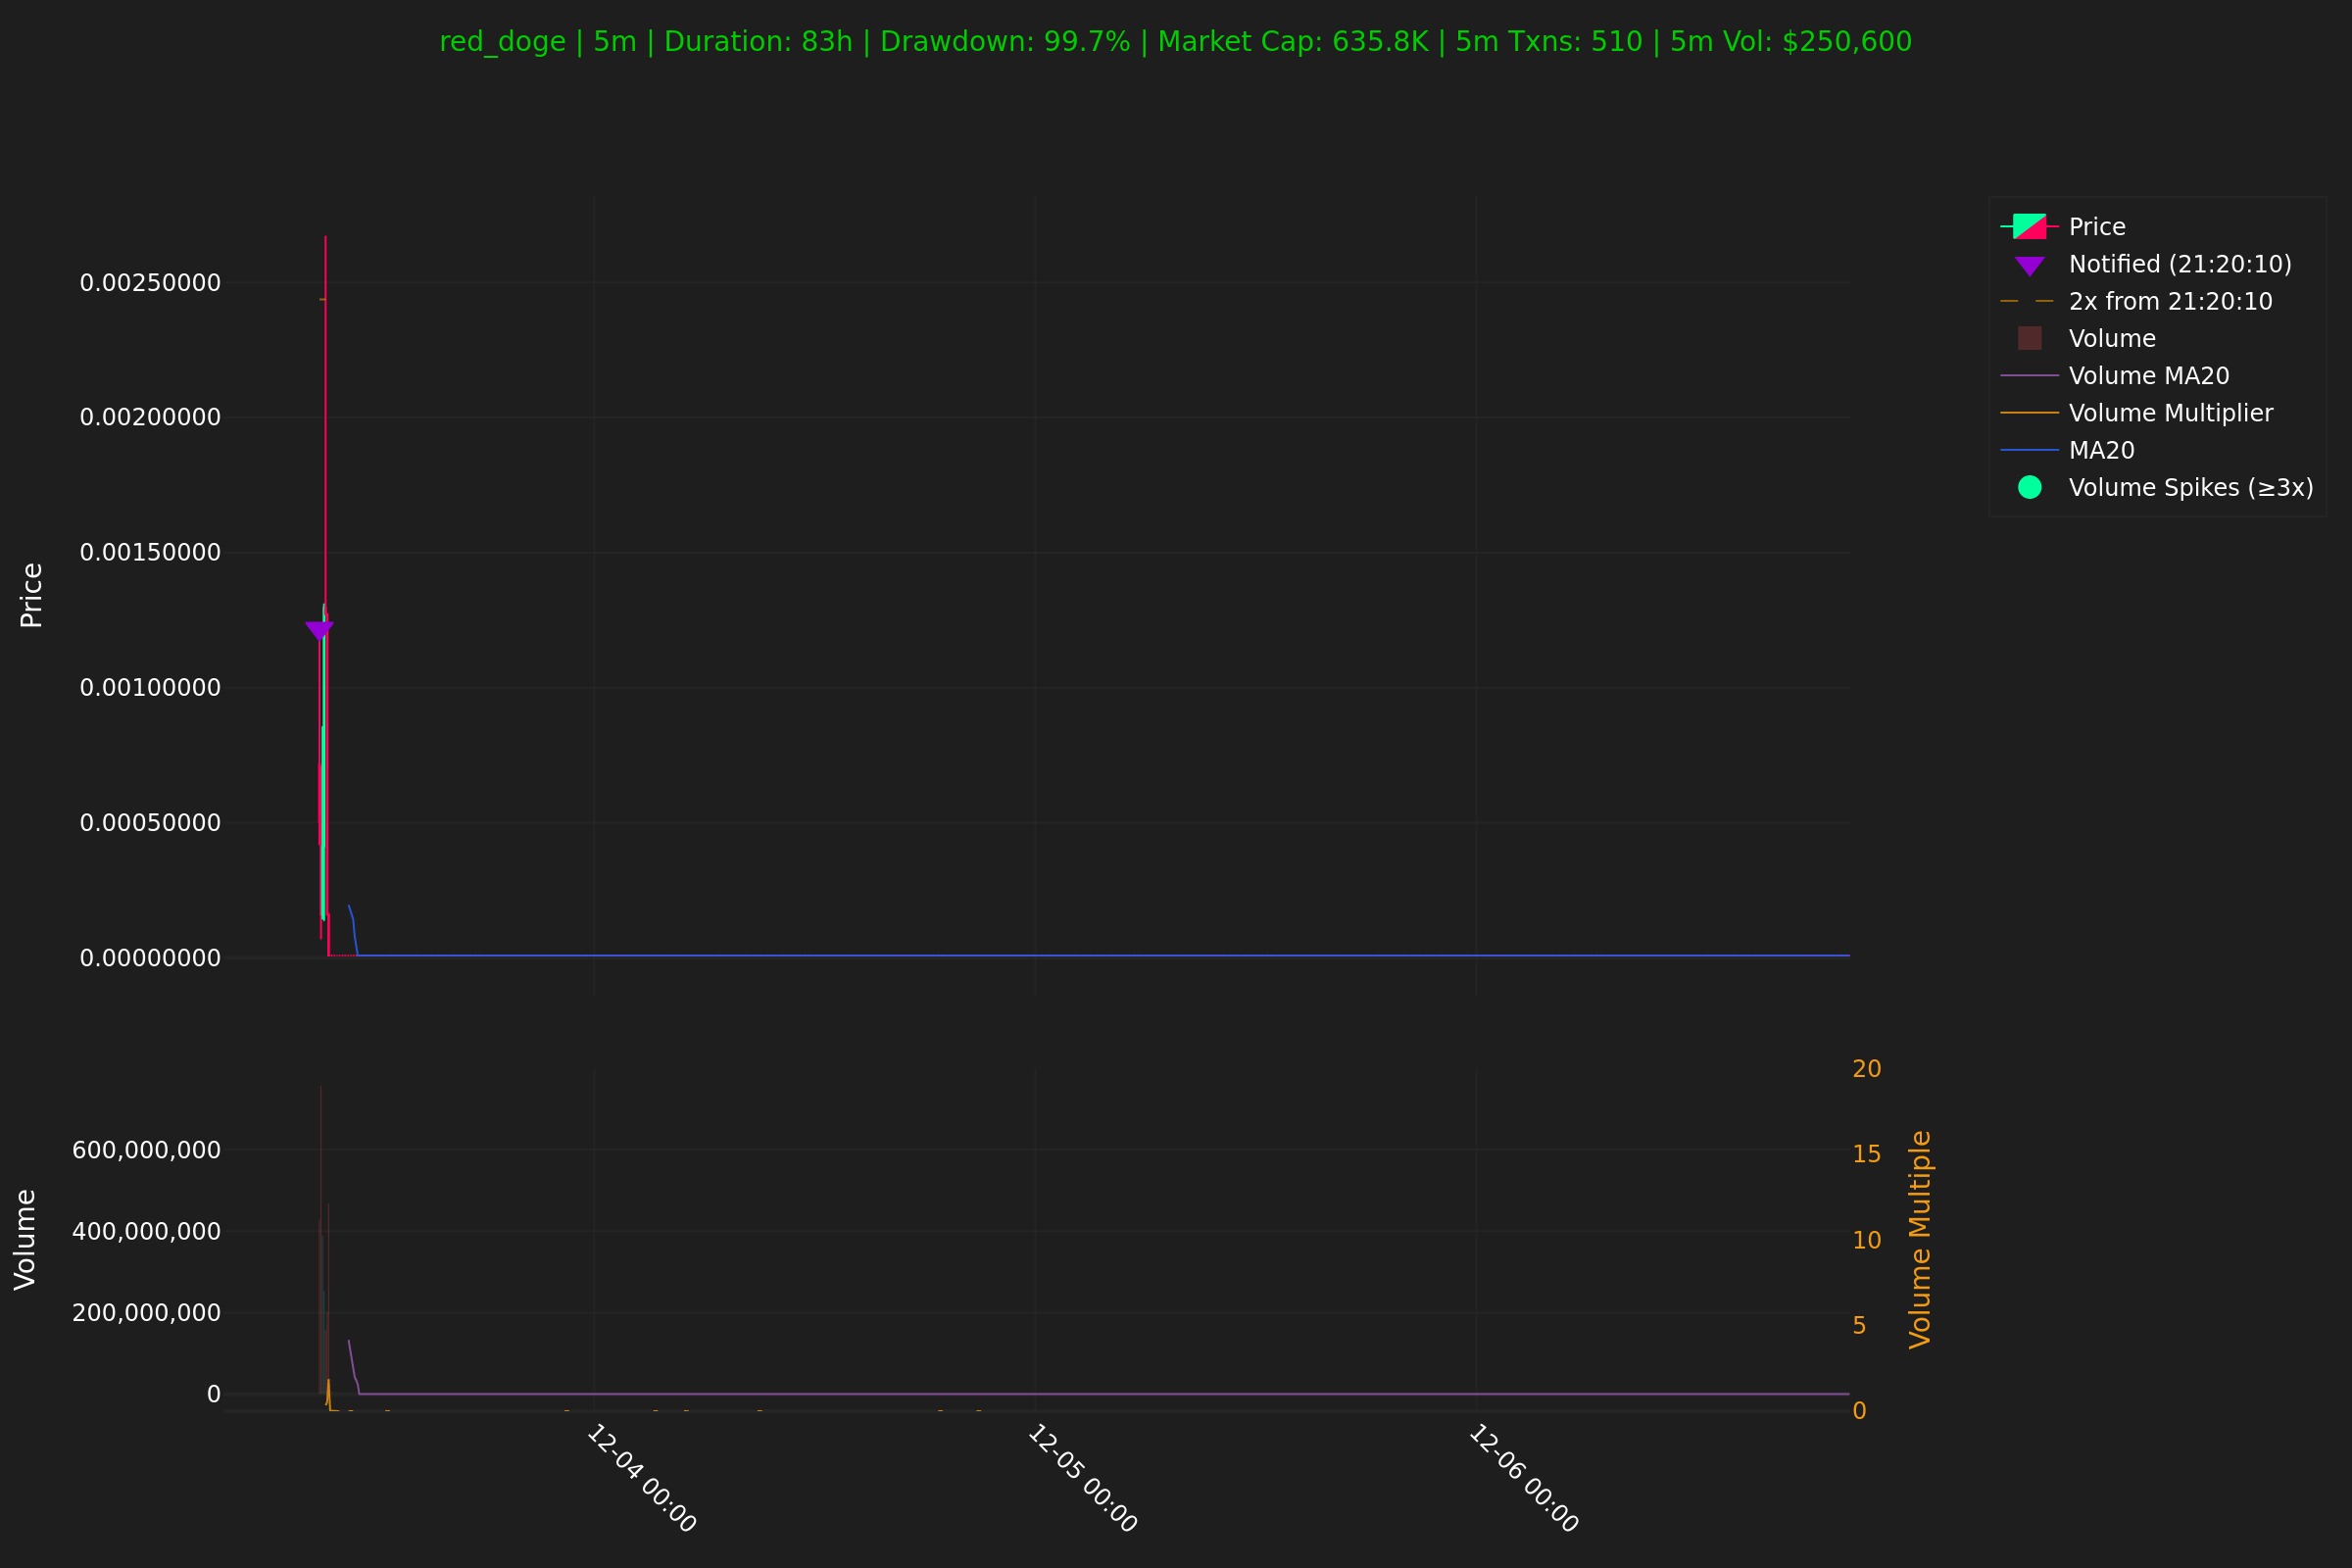 red_doge | 5m | Duration: 83h | Drawdown: 99.7% | Market Cap: 635.8K | 5m Txns: 510 | 5m Vol: $250,600
Price
0.00250000
0.00200000
0.00150000
0.00100000
0.00050000
0.00000000
Price
Notified (21:20:10)
2x from 21:20:10
Volume
Volume MA20
Volume Multiplier
MA20
Volume Spikes (≥3x)
Volume
600,000,000
400,000,000
200,000,000
0
20
15
10
5
0
Volume Multiple
12-04 00:00
12-05 00:00
12-06 00:00